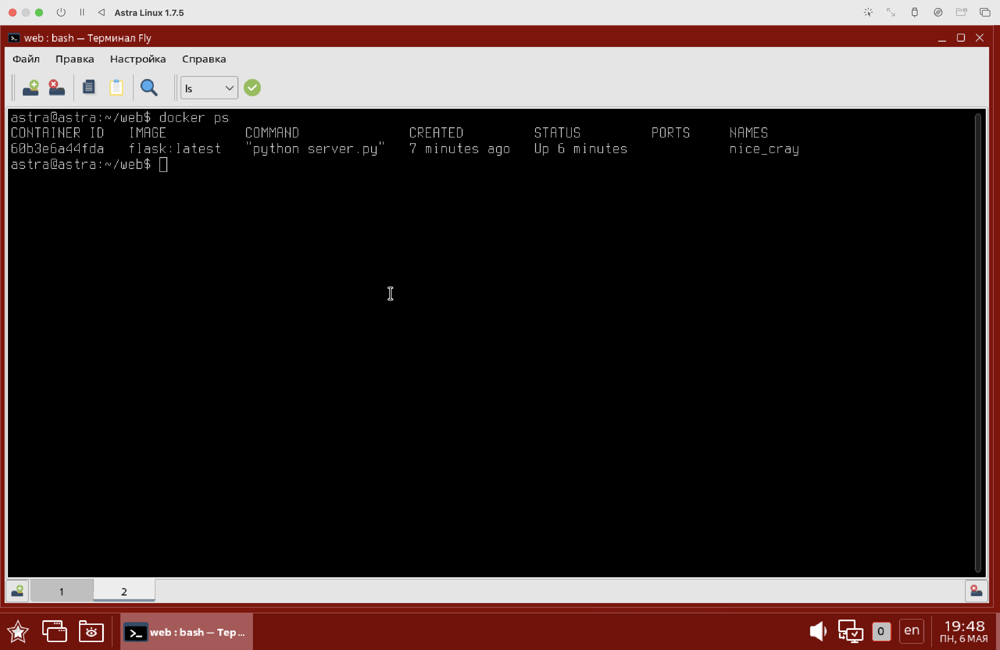 Astra Linux 1.7.5
web : bash — Терминал Fly
Файл Правка Настройка Справка
ls
astra@astra:~/web$ docker ps
CONTAINER ID IMAGE COMMAND CREATED STATUS PORTS NAMES
60b3e6a44fda flask:latest "python server.py" 7 minutes ago Up 6 minutes nice_cray
astra@astra:~/web$
1 2
web : bash — Тер...
0
en
19:48
ПН, 6 МАЯ